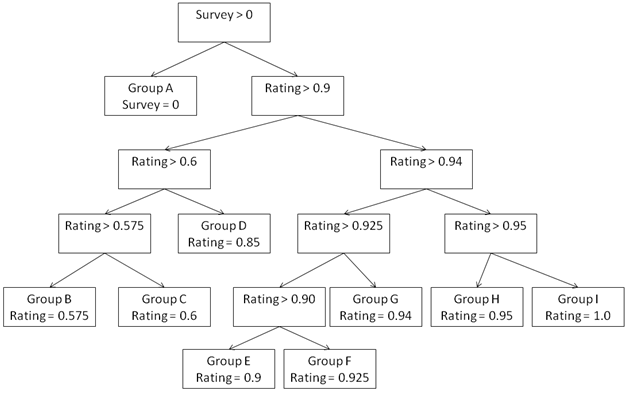 Survey > 0
Group A
Survey = 0
Rating > 0.9
Rating > 0.6
Rating > 0.94
Rating > 0.575
Group D
Rating = 0.85
Rating > 0.925
Rating > 0.95
Group B
Rating = 0.575
Group C
Rating = 0.6
Rating > 0.90
Group G
Rating = 0.94
Group H
Rating = 0.95
Group I
Rating = 1.0
Group E
Rating = 0.9
Group F
Rating = 0.925